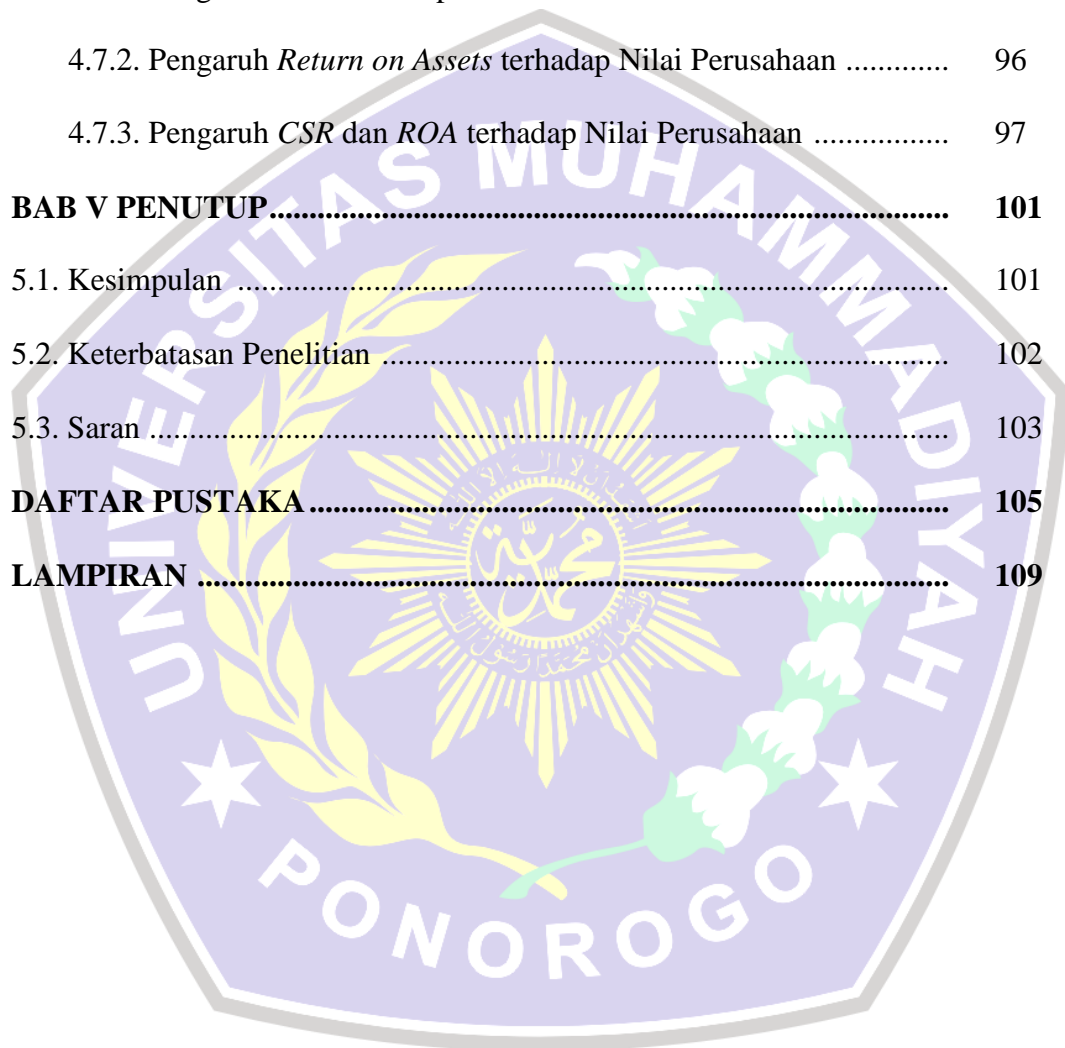 4.7.2. Pengaruh Return on Assets terhadap Nilai Perusahaan ............. 96
4.7.3. Pengaruh CSR dan ROA terhadap Nilai Perusahaan ................ 97
BAB V PENUTUP.................................................................................. 101
5.1. Kesimpulan ...................................................................................... 101
5.2. Keterbatasan Penelitian .................................................................... 102
5.3. Saran ................................................................................................ 103
DAFTAR PUSTAKA ............................................................................. 105
LAMPIRAN ........................................................................................... 109
UNIVERSITAS MUHAMMADIYAH
PONOROGO
محمدية